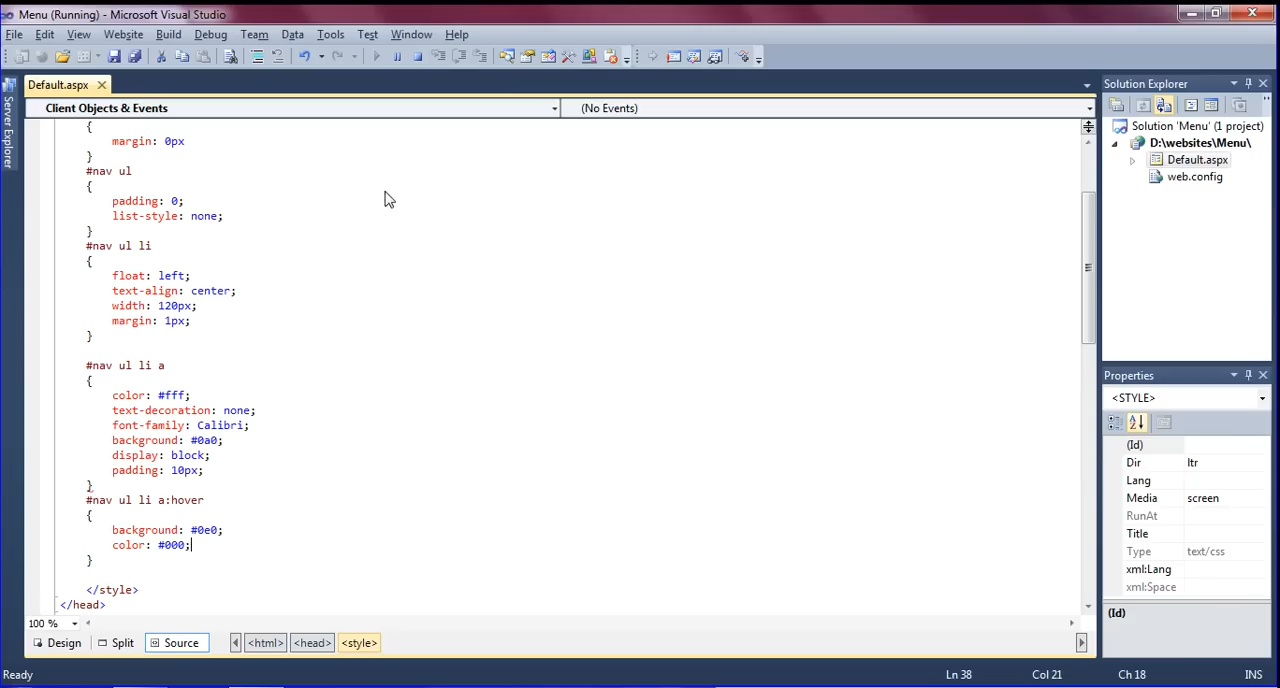 Menu (Running) - Microsoft Visual Studio
File Edit View Website Build Debug Team Data Tools Test Window Help
Server Explorer
Default.aspx
Client Objects & Events
(No Events)
{
margin: 0px
}
#nav ul
{
padding: 0;
list-style: none;
}
#nav ul li
{
float: left;
text-align: center;
width: 120px;
margin: 1px;
}
#nav ul li a
{
color: #fff;
text-decoration: none;
font-family: Calibri;
background: #0a0;
display: block;
padding: 10px;
}
#nav ul li a:hover
{
background: #0e0;
color: #000;
}
</style>
</head>
100 %
Design Split Source <html> <head> <style>
Solution Explorer
Solution 'Menu' (1 project)
D:\websites\Menu\
Default.aspx
web.config
Properties
<STYLE>
(Id)
Dir ltr
Lang
Media screen
RunAt
Title
Type text/css
xml:Lang
xml:Space
(Id)
Ready Ln 38 Col 21 Ch 18 INS